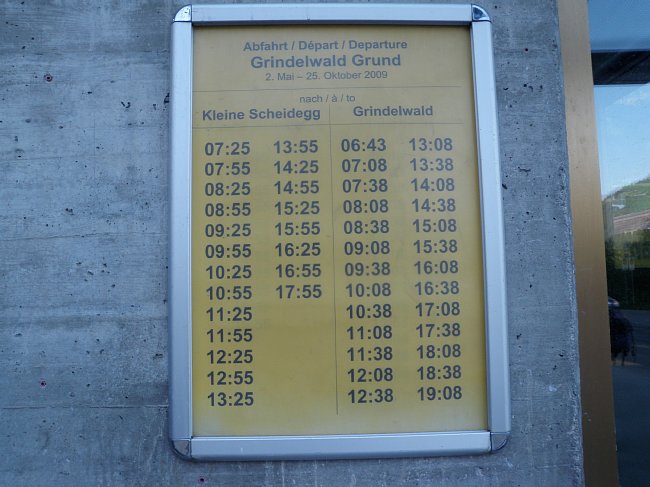 Abfahrt / Départ / Departure
Grindelwald Grund
2. Mai – 25. Oktober 2009
nach / à / to
Kleine Scheidegg Grindelwald
07:25 13:55 06:43 13:08
07:55 14:25 07:08 13:38
08:25 14:55 07:38 14:08
08:55 15:25 08:08 14:38
09:25 15:55 08:38 15:08
09:55 16:25 09:08 15:38
10:25 16:55 09:38 16:08
10:55 17:55 10:08 16:38
11:25 10:38 17:08
11:55 11:08 17:38
12:25 11:38 18:08
12:55 12:08 18:38
13:25 12:38 19:08